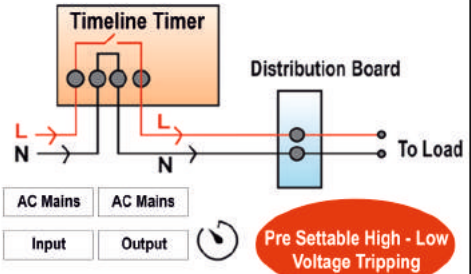 Timeline Timer
Distribution Board
L
L
N
N
To Load
AC Mains
AC Mains
Input
Output
Pre Settable High - Low
Voltage Tripping